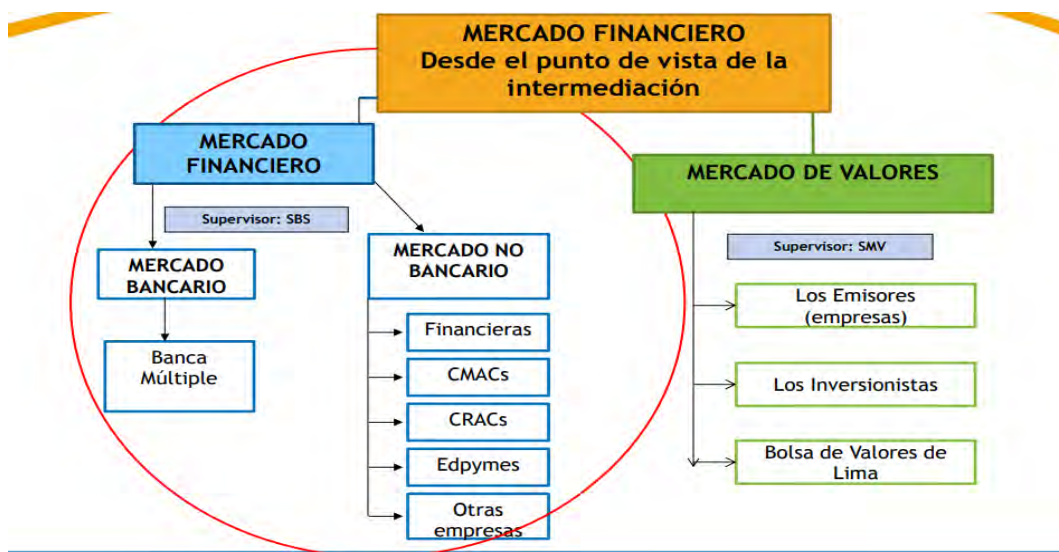 MERCADO FINANCIERO
Desde el punto de vista de la
intermediación
MERCADO
FINANCIERO
Supervisor: SBS
MERCADO
BANCARIO
Banca
Múltiple
MERCADO NO
BANCARIO
Financieras
CMACs
CRACs
Edpymes
Otras
empresas
MERCADO DE VALORES
Supervisor: SMV
Los Emisores
(empresas)
Los Inversionistas
Bolsa de Valores de
Lima